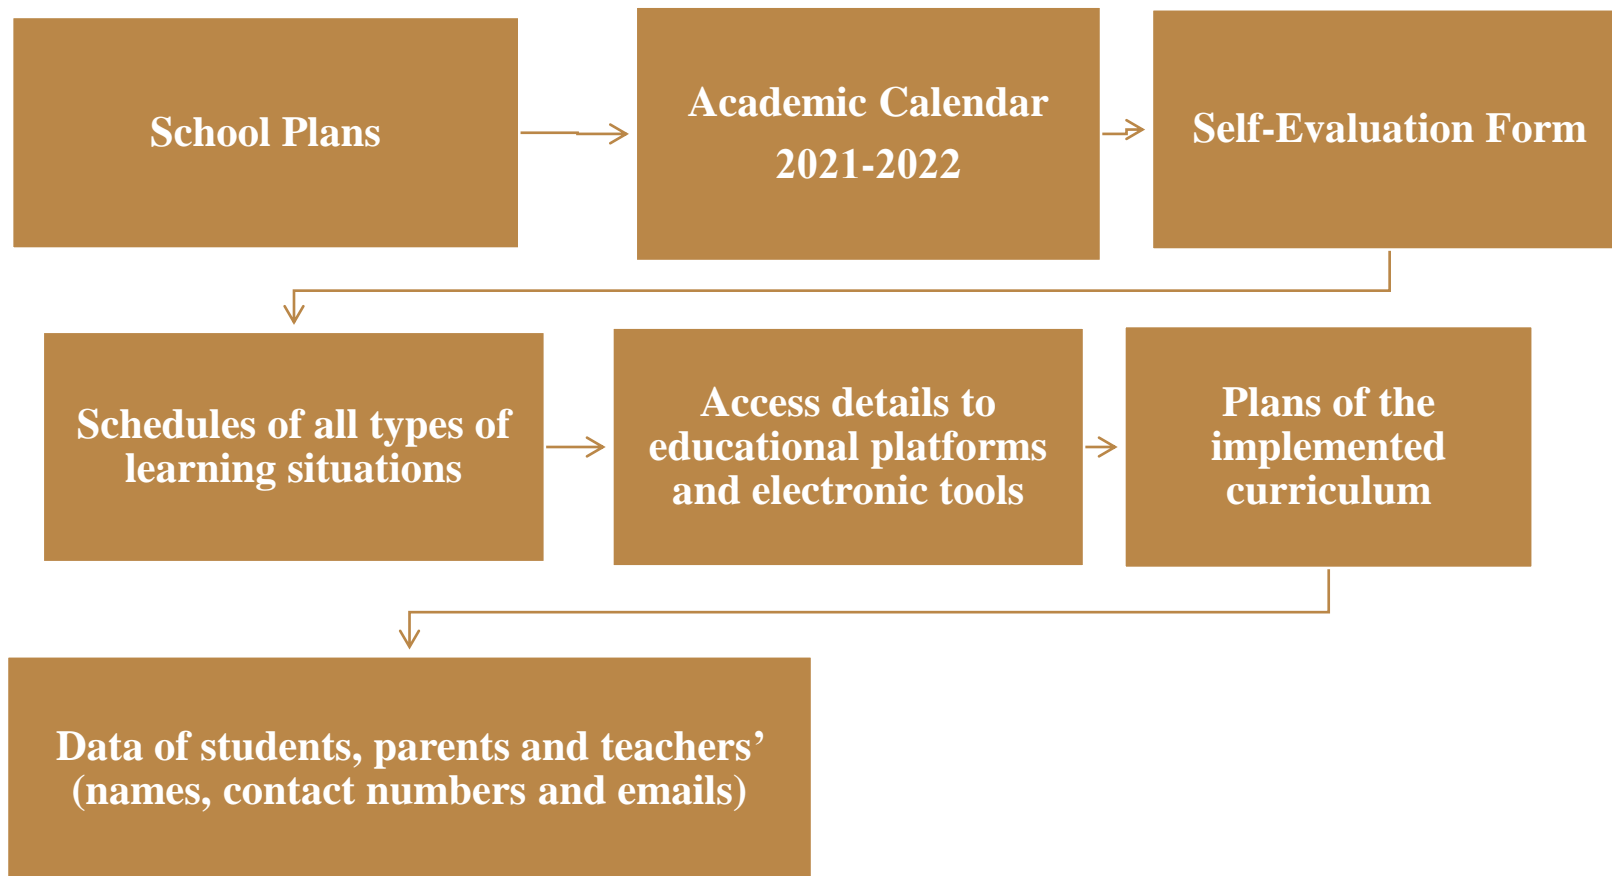 School Plans
Academic Calendar
2021-2022
Self-Evaluation Form
Schedules of all types of
learning situations
Access details to
educational platforms
and electronic tools
Plans of the
implemented
curriculum
Data of students, parents and teachers’
(names, contact numbers and emails)